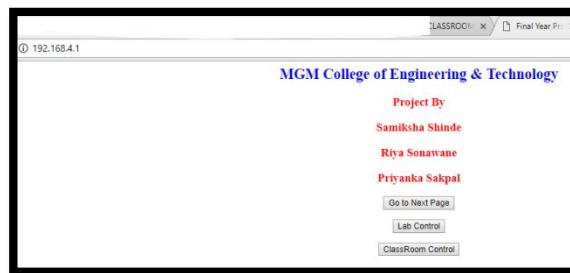 CLASSROOM
Final Year Pro
192.168.4.1
MGM College of Engineering & Technology
Project By
Samiksha Shinde
Riya Sonawane
Priyanka Sakpal
Go to Next Page
Lab Control
ClassRoom Control